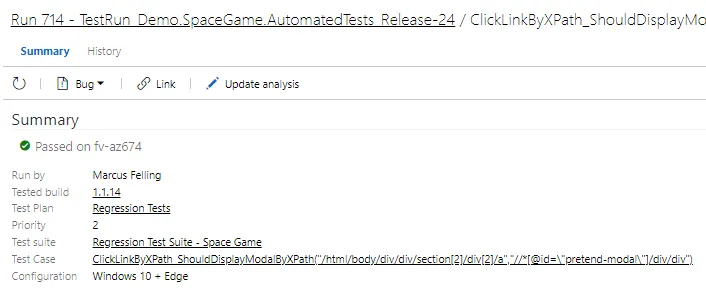 Run 714 - TestRun_Demo.SpaceGame.AutomatedTests_Release-24 / ClickLinkByXPath_ShouldDisplayMo
Summary History
Bug Link Update analysis
Summary
Passed on fv-az674
Run by Marcus Felling
Tested build 1.1.14
Test Plan Regression Tests
Priority 2
Test suite Regression Test Suite - Space Game
Test Case ClickLinkByXPath_ShouldDisplayModalByXPath("/html/body/div/div/section[2]/div[2]/a","//*[@id=\"pretend-modal\"]/div/div")
Configuration Windows 10 + Edge